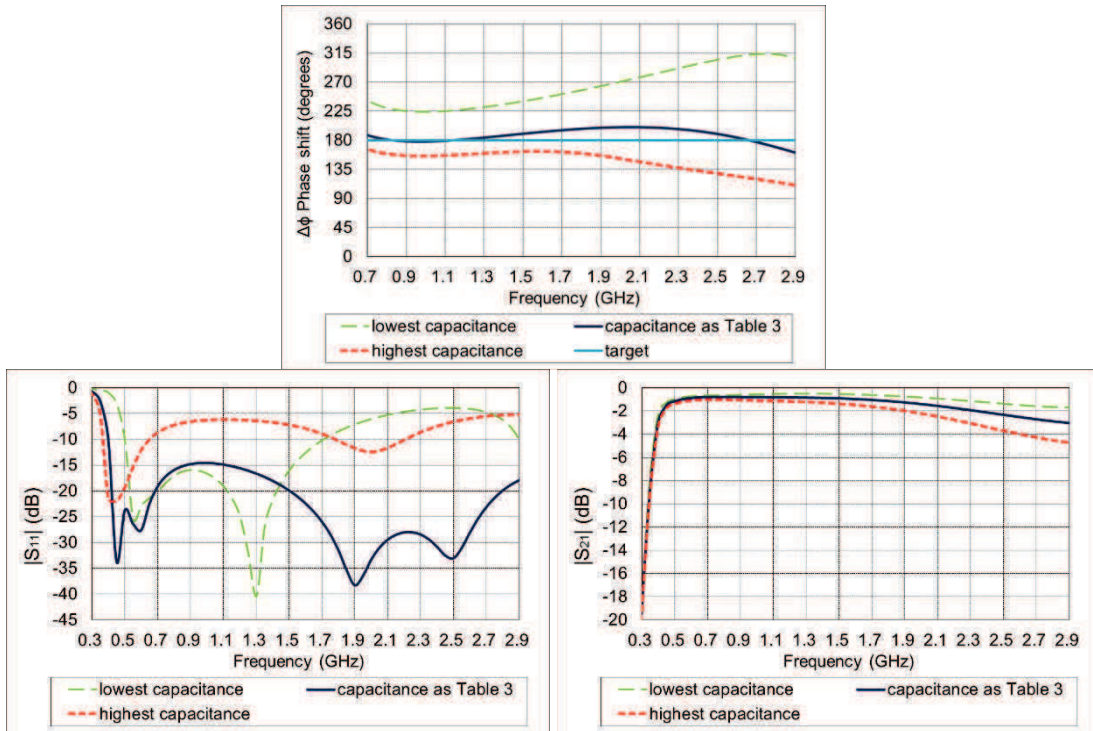 360
315
270
225
180
135
90
45
0
Δφ Phase shift (degrees)
0.7 0.9 1.1 1.3 1.5 1.7 1.9 2.1 2.3 2.5 2.7 2.9
Frequency (GHz)
lowest capacitance capacitance as Table 3
highest capacitance target
0
-5
-10
-15
-20
-25
-30
-35
-40
-45
|S11| (dB)
0.3 0.5 0.7 0.9 1.1 1.3 1.5 1.7 1.9 2.1 2.3 2.5 2.7 2.9
Frequency (GHz)
lowest capacitance capacitance as Table 3
highest capacitance
0
-2
-4
-6
-8
-10
-12
-14
-16
-18
-20
|S21| (dB)
0.3 0.5 0.7 0.9 1.1 1.3 1.5 1.7 1.9 2.1 2.3 2.5 2.7 2.9
Frequency (GHz)
lowest capacitance capacitance as Table 3
highest capacitance